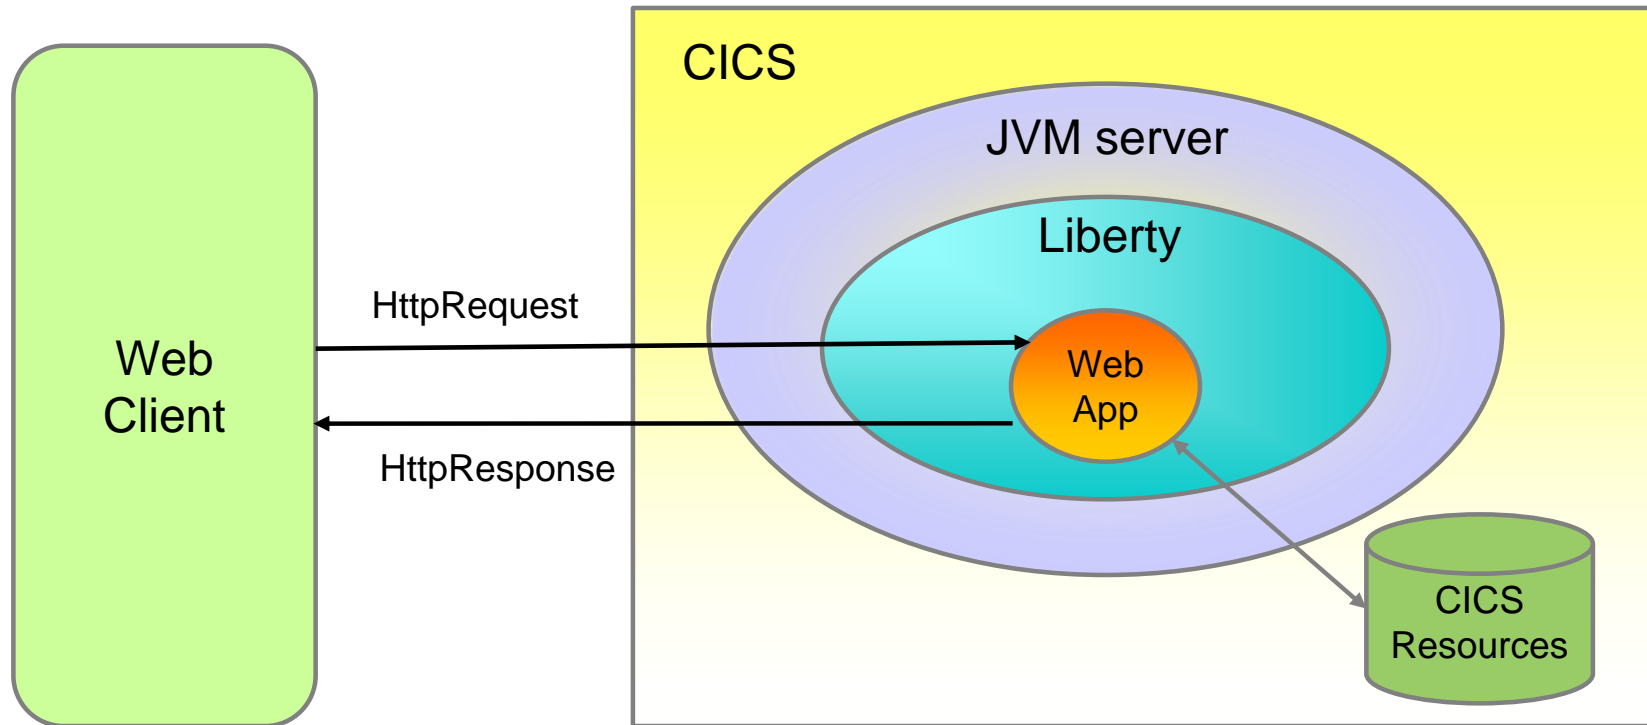 CICS
JVM server
Liberty
HttpRequest
Web
Client
Web
App
HttpResponse
CICS
Resources